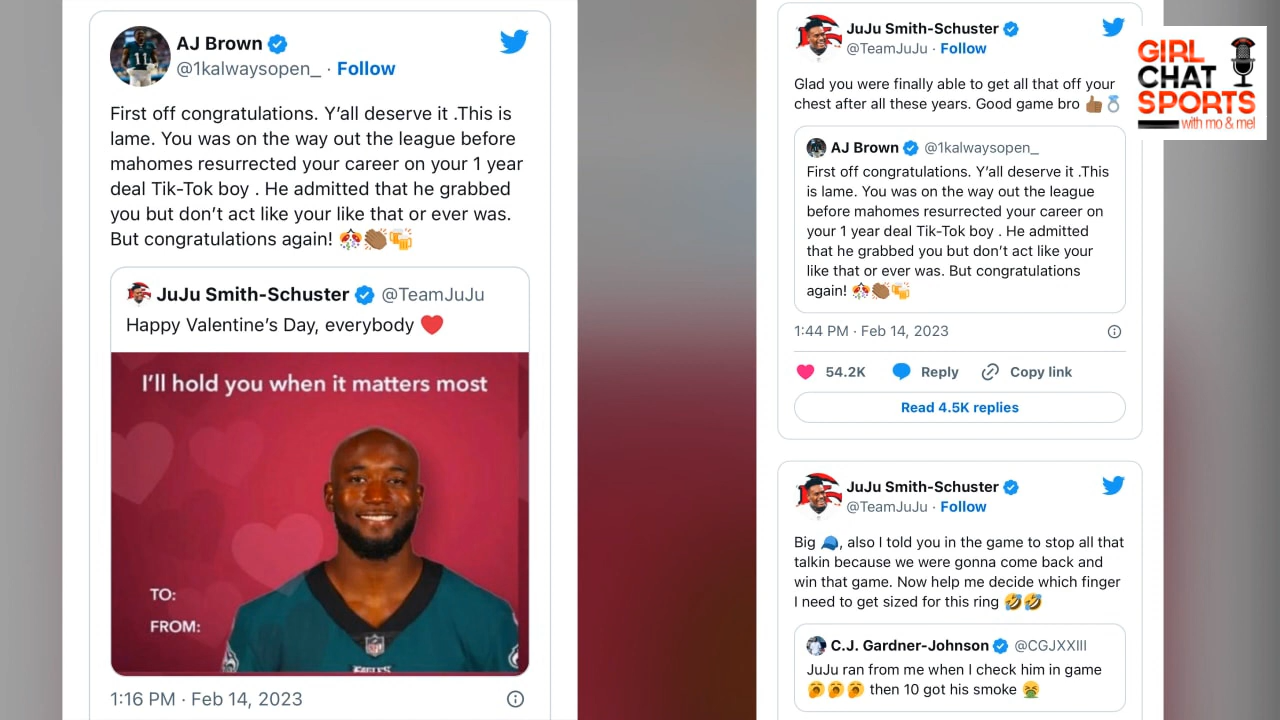 AJ Brown
@1kalwaysopen_ · Follow
First off congratulations. Y’all deserve it .This is
lame. You was on the way out the league before
mahomes resurrected your career on your 1 year
deal Tik-Tok boy . He admitted that he grabbed
you but don’t act like your like that or ever was.
But congratulations again! 🎊👏🏾🍻
JuJu Smith-Schuster @TeamJuJu
Happy Valentine’s Day, everybody ❤️
I’ll hold you when it matters most
TO:
FROM:
EAGLES
1:16 PM · Feb 14, 2023
JuJu Smith-Schuster
@TeamJuJu · Follow
Glad you were finally able to get all that off your
chest after all these years. Good game bro 👍🏾💍
AJ Brown @1kalwaysopen_
First off congratulations. Y’all deserve it .This
is lame. You was on the way out the league
before mahomes resurrected your career on
your 1 year deal Tik-Tok boy . He admitted
that he grabbed you but don’t act like your
like that or ever was. But congratulations
again! 🎊👏🏾🍻
1:44 PM · Feb 14, 2023
54.2K Reply Copy link
Read 4.5K replies
JuJu Smith-Schuster
@TeamJuJu · Follow
Big 🧢, also I told you in the game to stop all that
talkin because we were gonna come back and
win that game. Now help me decide which finger
I need to get sized for this ring 🤣🤣
C.J. Gardner-Johnson @CGJXXIII
JuJu ran from me when I check him in game
🥱🥱🥱 then 10 got his smoke 🤮
GIRL
CHAT
SPORTS
with mo & mel